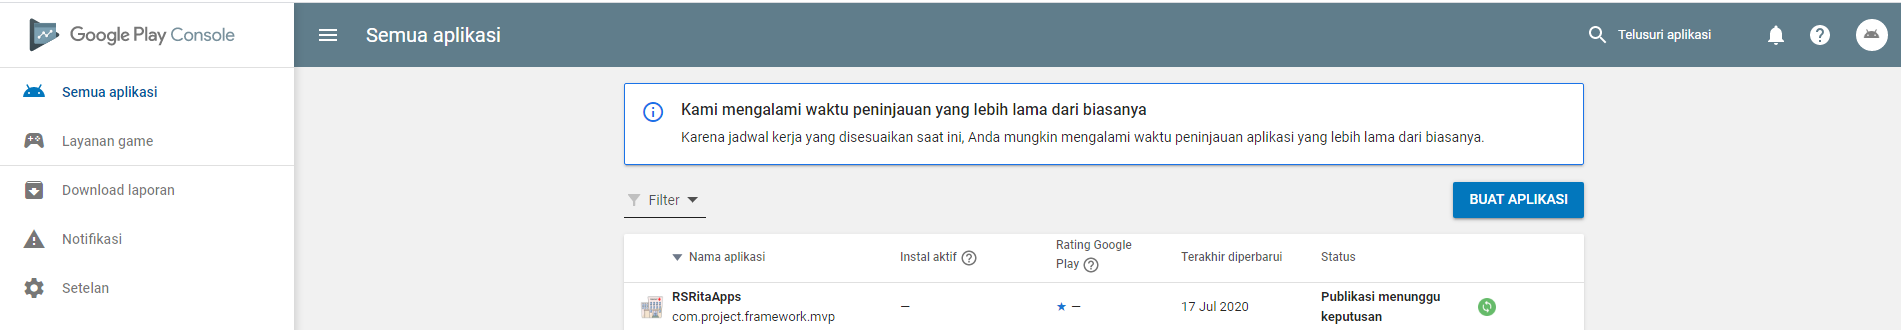 Google Play Console
Semua aplikasi
Telusuri aplikasi
Semua aplikasi
Layanan game
Download laporan
Notifikasi
Setelan
Kami mengalami waktu peninjauan yang lebih lama dari biasanya
Karena jadwal kerja yang disesuaikan saat ini, Anda mungkin mengalami waktu peninjauan aplikasi yang lebih lama dari biasanya.
Filter
BUAT APLIKASI
Nama aplikasi
Instal aktif
Rating Google
Play
Terakhir diperbarui
Status
RSRitaApps
com.project.framework.mvp
—
★ —
17 Jul 2020
Publikasi menunggu
keputusan